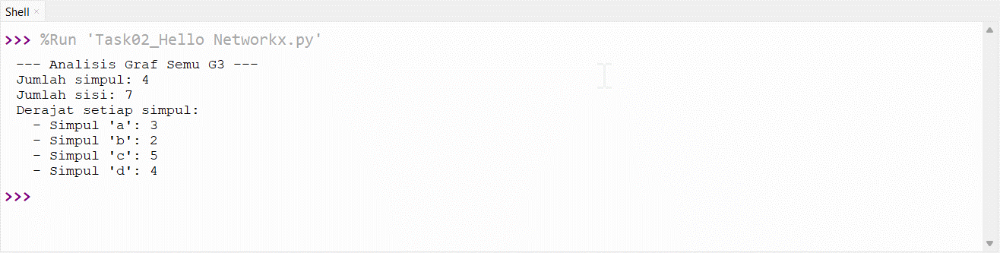 Shell ×
>>> %Run 'Task02_Hello Networkx.py'
--- Analisis Graf Semu G3 ---
Jumlah simpul: 4
Jumlah sisi: 7
Derajat setiap simpul:
  - Simpul 'a': 3
  - Simpul 'b': 2
  - Simpul 'c': 5
  - Simpul 'd': 4
>>>